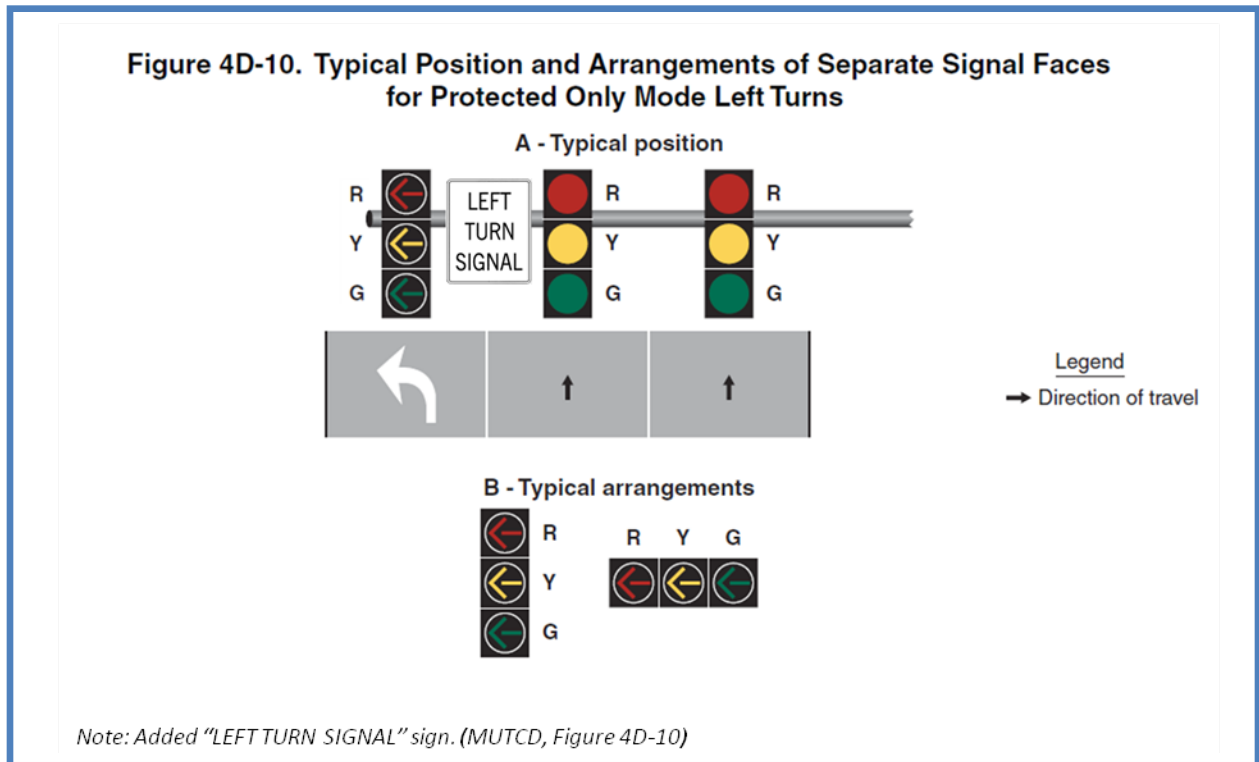 Figure 4D-10. Typical Position and Arrangements of Separate Signal Faces
for Protected Only Mode Left Turns
A - Typical position
R
Y
G
LEFT
TURN
SIGNAL
R
Y
G
R
Y
G
Legend
Direction of travel
B - Typical arrangements
R
Y
G
R Y G
Note: Added "LEFT TURN SIGNAL" sign. (MUTCD, Figure 4D-10)